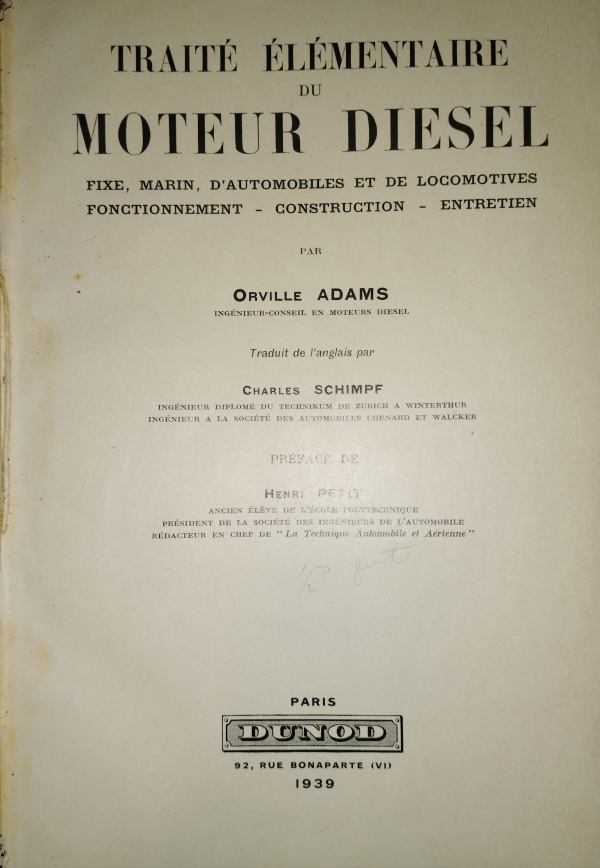 TRAITÉ ÉLÉMENTAIRE
DU
MOTEUR DIESEL
FIXE, MARIN, D'AUTOMOBILES ET DE LOCOMOTIVES
FONCTIONNEMENT - CONSTRUCTION - ENTRETIEN
PAR
ORVILLE ADAMS
INGÉNIEUR-CONSEIL EN MOTEURS DIESEL
Traduit de l'anglais par
CHARLES SCHIMPF
INGÉNIEUR DIPLOMÉ DU TECHNIKUM DE ZURICH A WINTERTHUR
INGÉNIEUR A LA SOCIÉTÉ DES AUTOMOBILES CHENARD ET WALCKER
PRÉFACE DE
HENRI PETIT
ANCIEN ÉLÈVE DE L'ÉCOLE POLYTECHNIQUE
PRÉSIDENT DE LA SOCIÉTÉ DES INGÉNIEURS DE L'AUTOMOBILE
RÉDACTEUR EN CHEF DE "La Technique Automobile et Aérienne"
PARIS
DUNOD
92, RUE BONAPARTE (VI)
1939